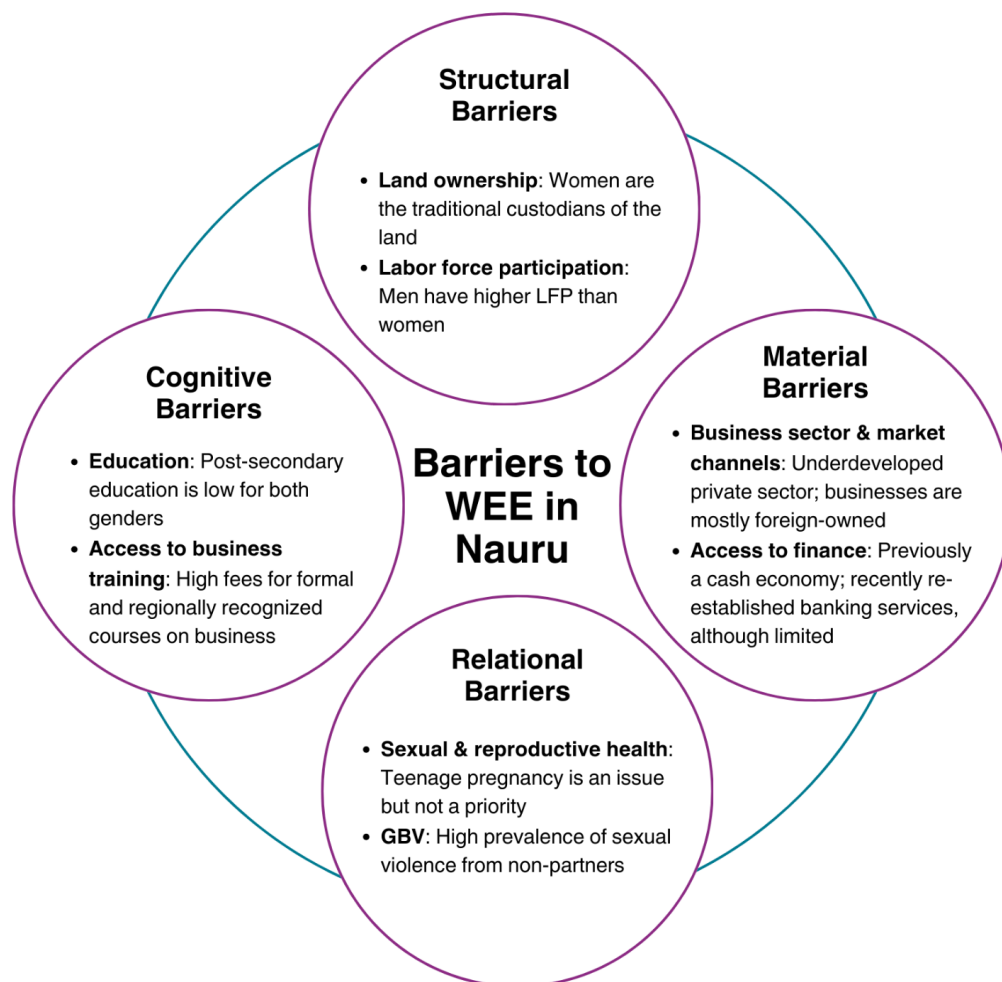 Structural
Barriers
• Land ownership: Women are
the traditional custodians of the
land
• Labor force participation:
Men have higher LFP than
women
Cognitive
Barriers
• Education: Post-secondary
education is low for both
genders
• Access to business
training: High fees for formal
and regionally recognized
courses on business
Barriers to
WEE in
Nauru
Material
Barriers
• Business sector & market
channels: Underdeveloped
private sector; businesses are
mostly foreign-owned
• Access to finance: Previously
a cash economy; recently re-
established banking services,
although limited
Relational
Barriers
• Sexual & reproductive health:
Teenage pregnancy is an issue
but not a priority
• GBV: High prevalence of sexual
violence from non-partners